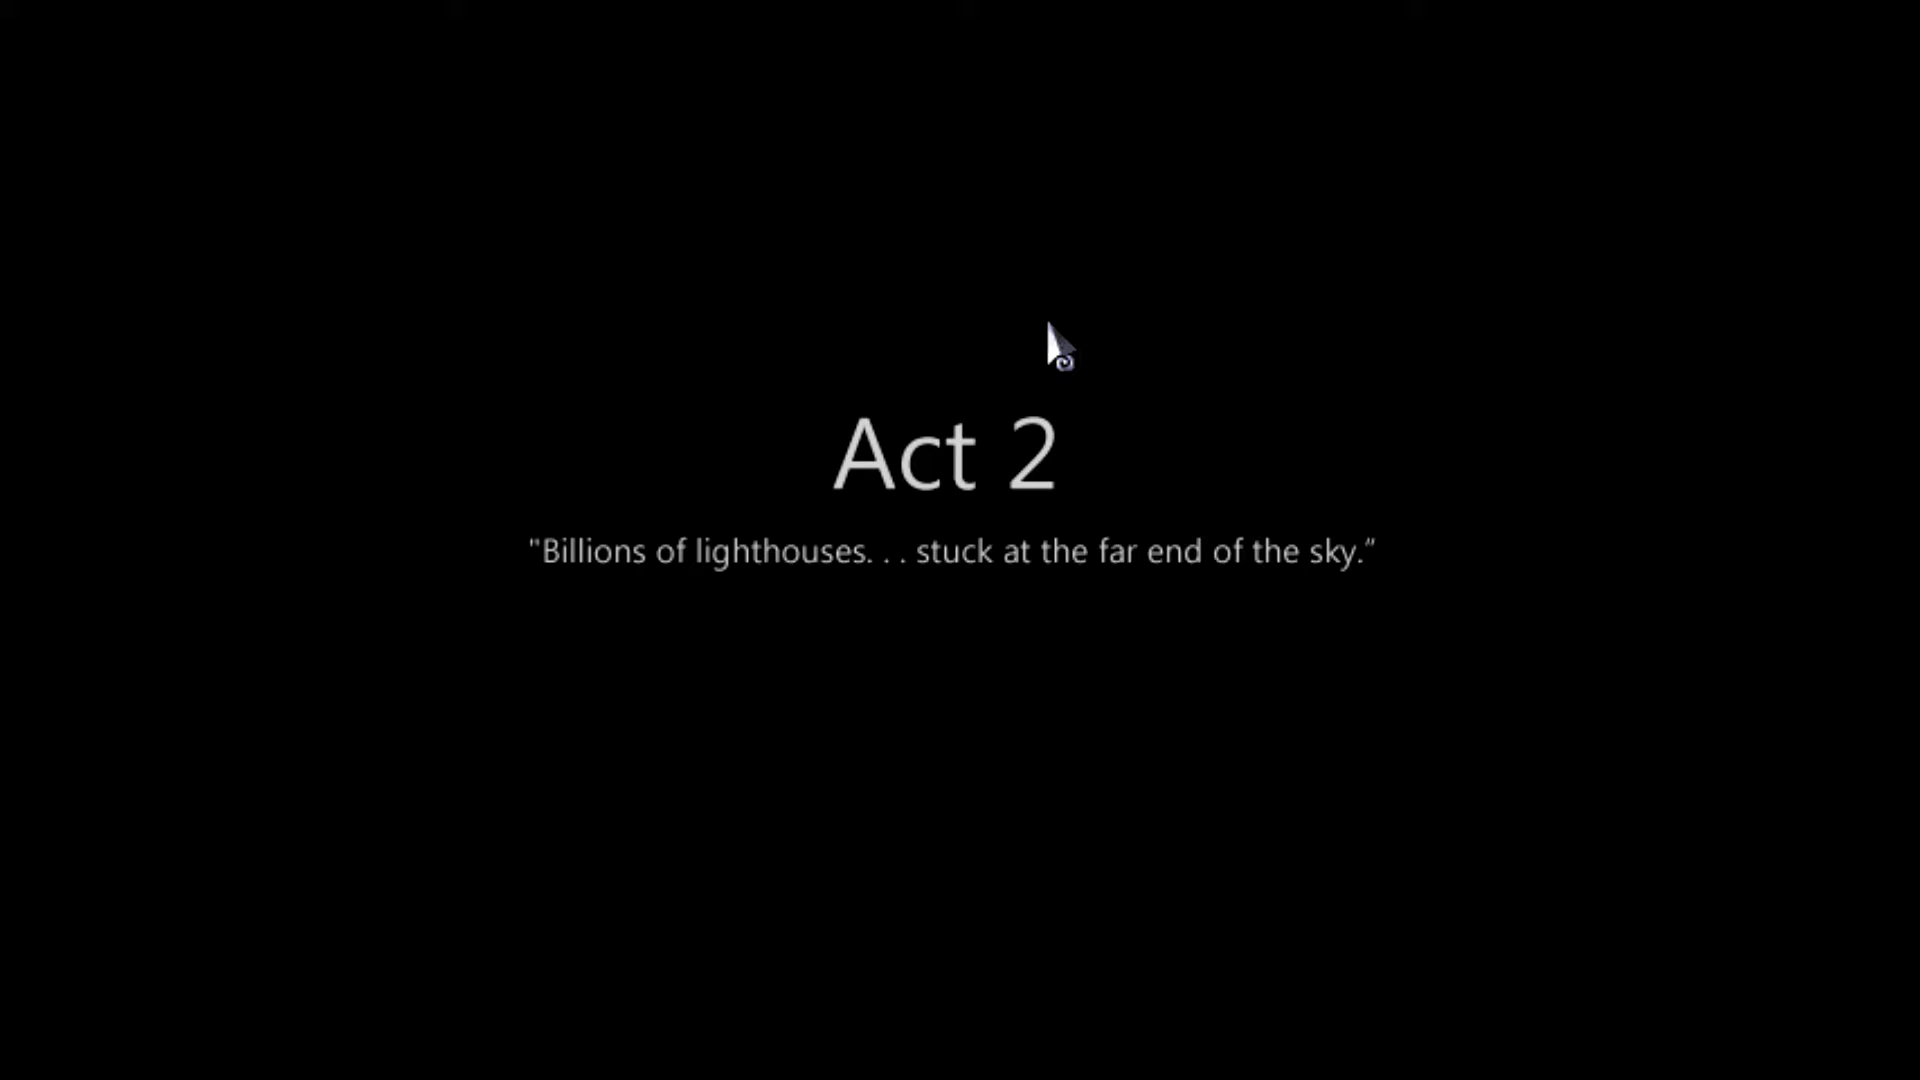 Act 2
"Billions of lighthouses. . . stuck at the far end of the sky.”